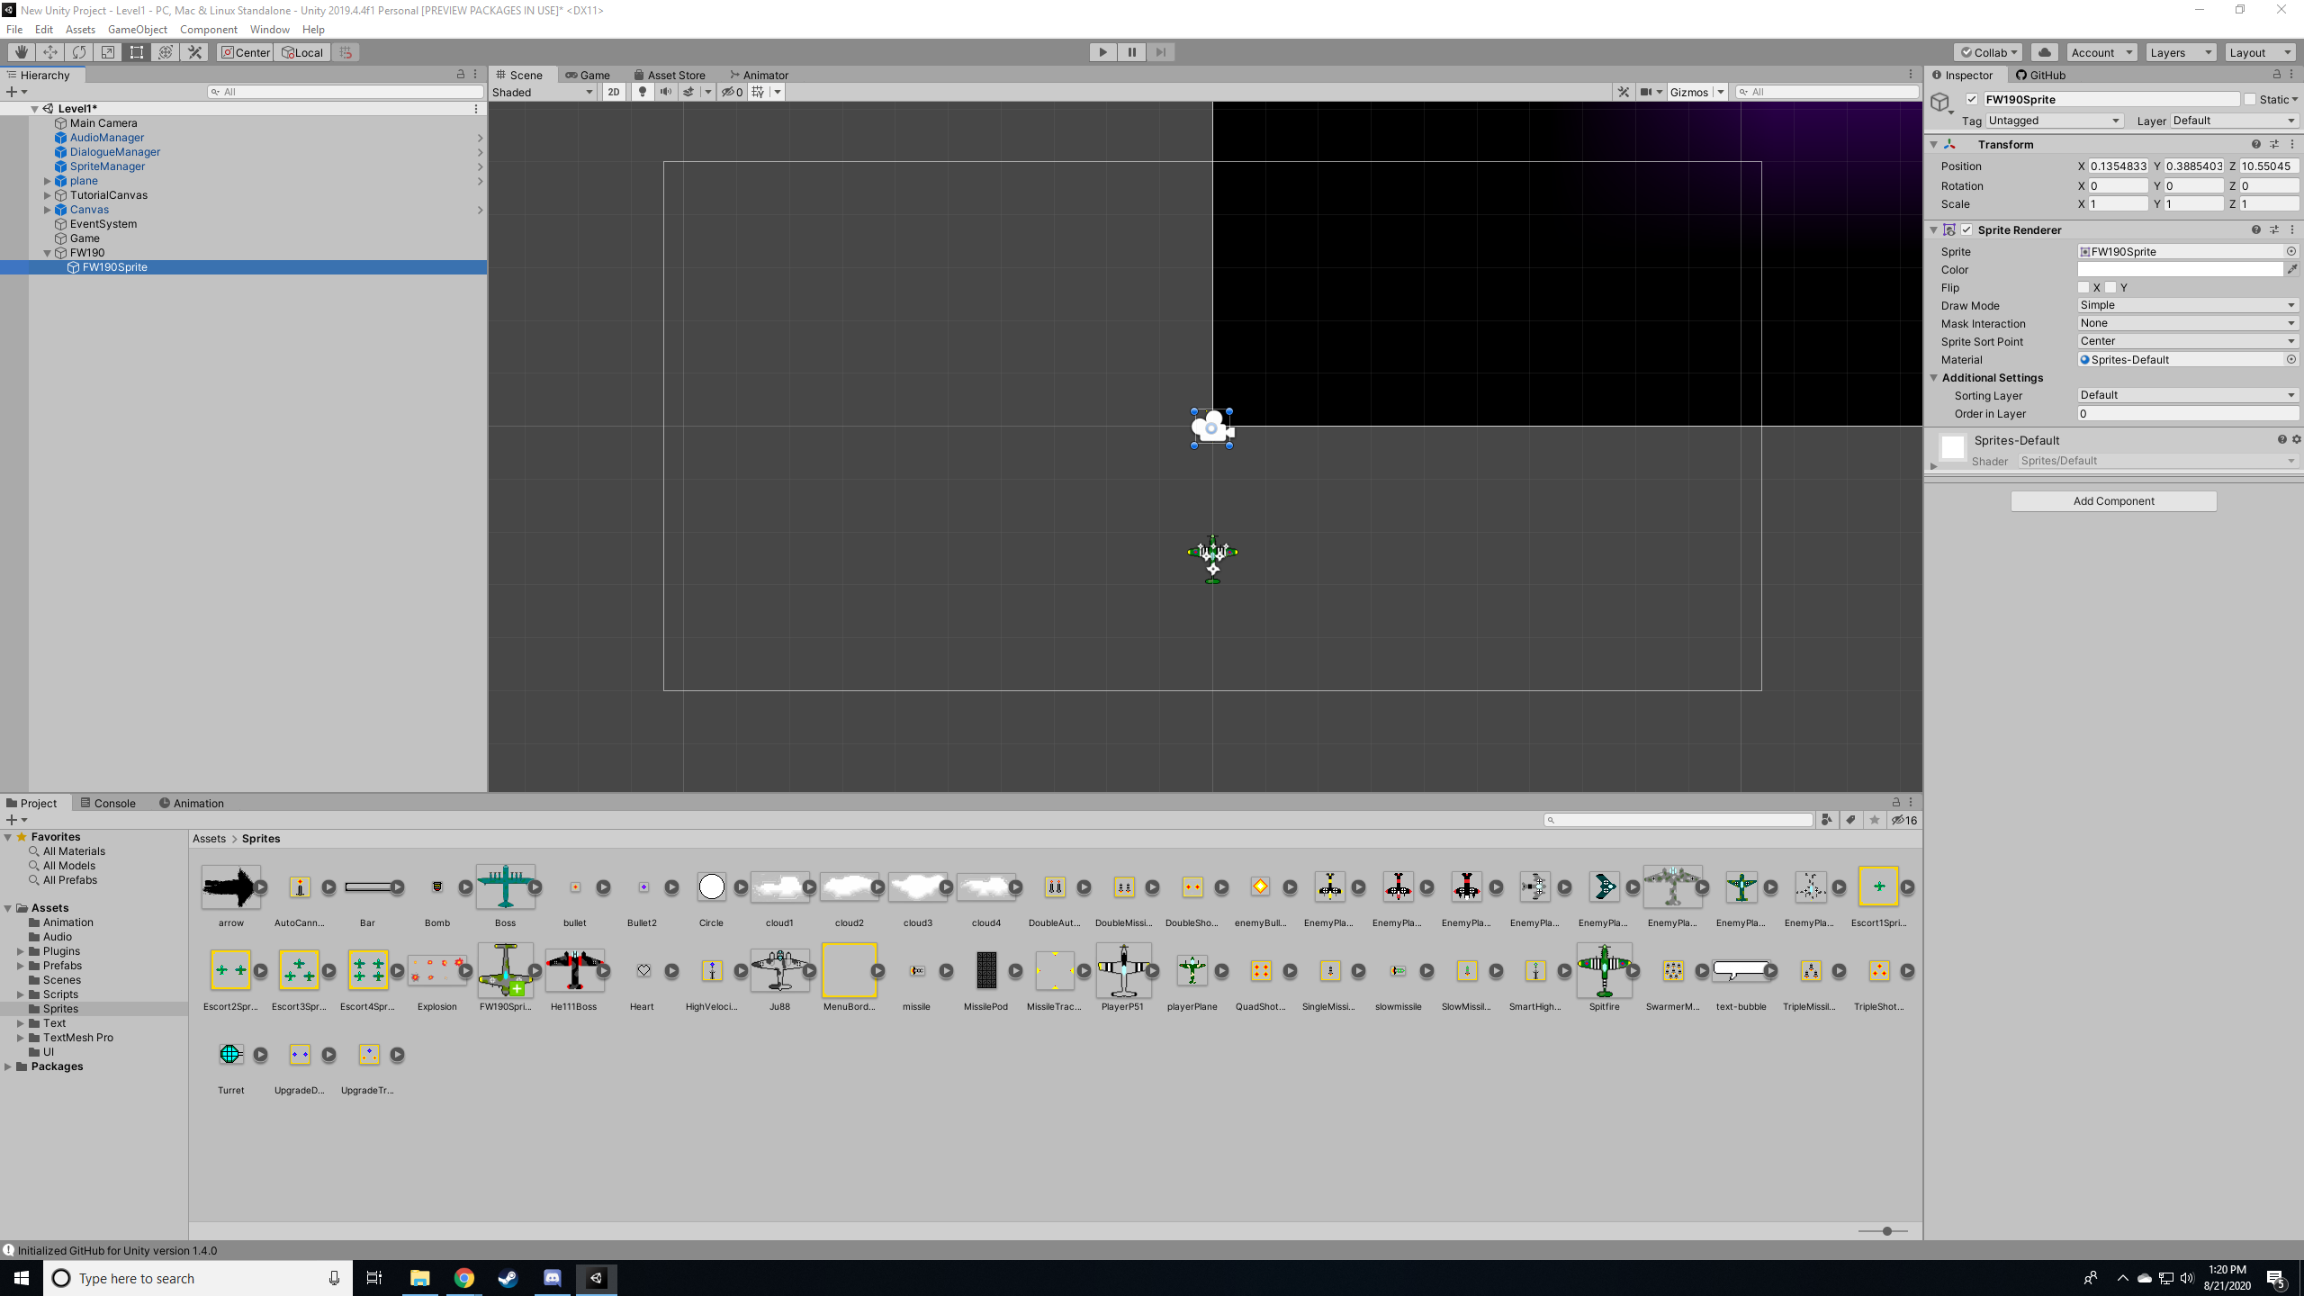 New Unity Project - Level1 - PC, Mac & Linux Standalone - Unity 2019.4.4f1 Personal [PREVIEW PACKAGES IN USE]* <DX11>
File Edit Assets GameObject Component Window Help
Center Local Collab Account Layers Layout
Hierarchy
All
Level1*
Main Camera
AudioManager
DialogueManager
SpriteManager
plane
TutorialCanvas
Canvas
EventSystem
Game
FW190
FW190Sprite
Scene Game Asset Store Animator
Shaded 2D 0 Gizmos All
Inspector GitHub
FW190Sprite Static
Tag Untagged Layer Default
Transform
Position X 0.1354833 Y 0.3885403 Z 10.55045
Rotation X 0 Y 0 Z 0
Scale X 1 Y 1 Z 1
Sprite Renderer
Sprite FW190Sprite
Color
Flip X Y
Draw Mode Simple
Mask Interaction None
Sprite Sort Point Center
Material Sprites-Default
Additional Settings
Sorting Layer Default
Order in Layer 0
Sprites-Default
Shader Sprites/Default
Add Component
Project Console Animation
16
Favorites
All Materials
All Models
All Prefabs
Assets
Animation
Audio
Plugins
Prefabs
Scenes
Scripts
Sprites
Text
TextMesh Pro
UI
Packages
Assets > Sprites
arrow AutoCann... Bar Bomb Boss bullet Bullet2 Circle cloud1 cloud2 cloud3 cloud4 DoubleAut... DoubleMissi... DoubleSho... enemyBull... EnemyPla... EnemyPla... EnemyPla... EnemyPla... EnemyPla... EnemyPla... EnemyPla... EnemyPla... Escort1Spri...
Escort2Spr... Escort3Spr... Escort4Spr... Explosion FW190Spri... He111Boss Heart HighVeloci... Ju88 MenuBord... missile MissilePod MissileTrac... PlayerP51 playerPlane QuadShot... SingleMissi... slowmissile SlowMissil... SmartHigh... Spitfire SwarmerM... text-bubble TripleMissil... TripleShot...
Turret UpgradeD... UpgradeTr...
Initialized GitHub for Unity version 1.4.0
Type here to search
1:20 PM
8/21/2020
5